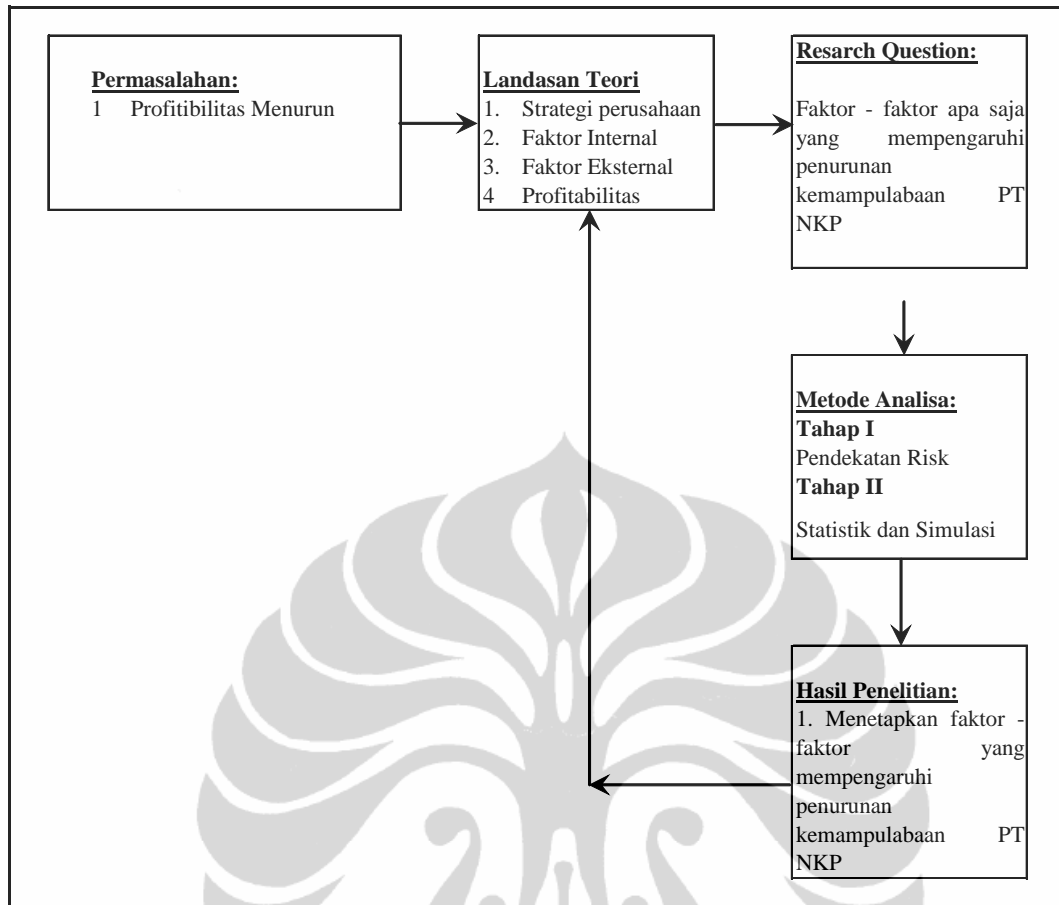 Permasalahan:
1 Profitibilitas Menurun
Landasan Teori
1. Strategi perusahaan
2. Faktor Internal
3. Faktor Eksternal
4 Profitabilitas
Resarch Question:
Faktor - faktor apa saja
yang mempengaruhi
penurunan
kemampulabaan PT
NKP
Metode Analisa:
Tahap I
Pendekatan Risk
Tahap II
Statistik dan Simulasi
Hasil Penelitian:
1. Menetapkan faktor -
faktor yang
mempengaruhi
penurunan
kemampulabaan PT
NKP